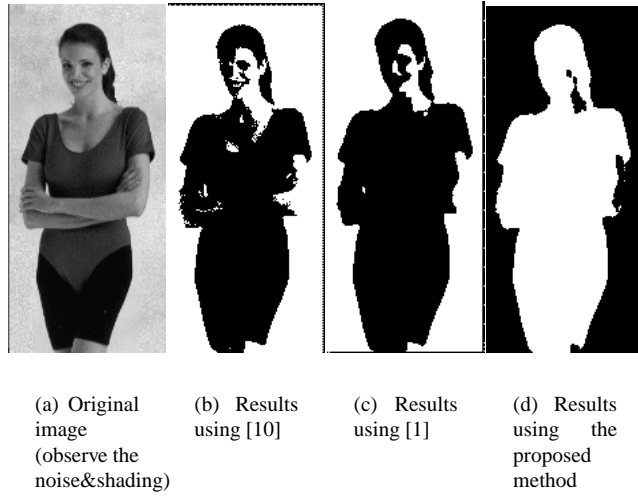 (a) Original
image
(observe the
noise&shading)
(b) Results
using [10]
(c) Results
using [1]
(d) Results
using the
proposed
method